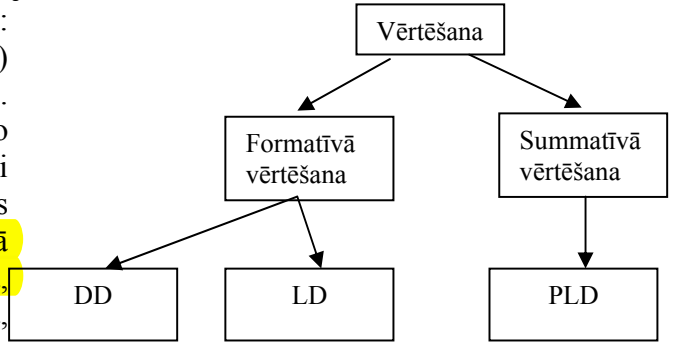 :
)
.
o
i
s
ā
,
,
Vērtēšana
Formatīvā
vērtēšana
Summatīvā
vērtēšana
DD
LD
PLD